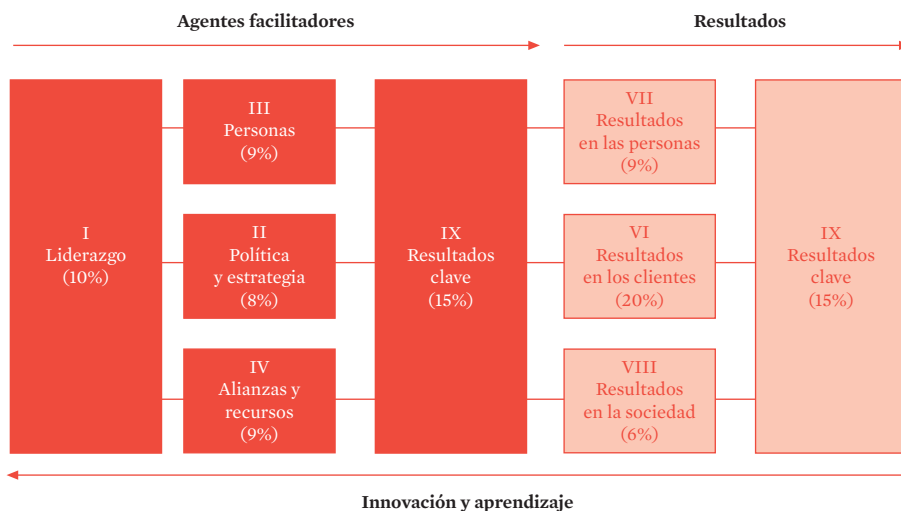 Agentes facilitadores
Resultados
I
Liderazgo
(10%)
III
Personas
(9%)
II
Política
y estrategia
(8%)
IV
Alianzas y
recursos
(9%)
IX
Resultados
clave
(15%)
VII
Resultados
en las personas
(9%)
VI
Resultados
en los clientes
(20%)
VIII
Resultados
en la sociedad
(6%)
IX
Resultados
clave
(15%)
Innovación y aprendizaje